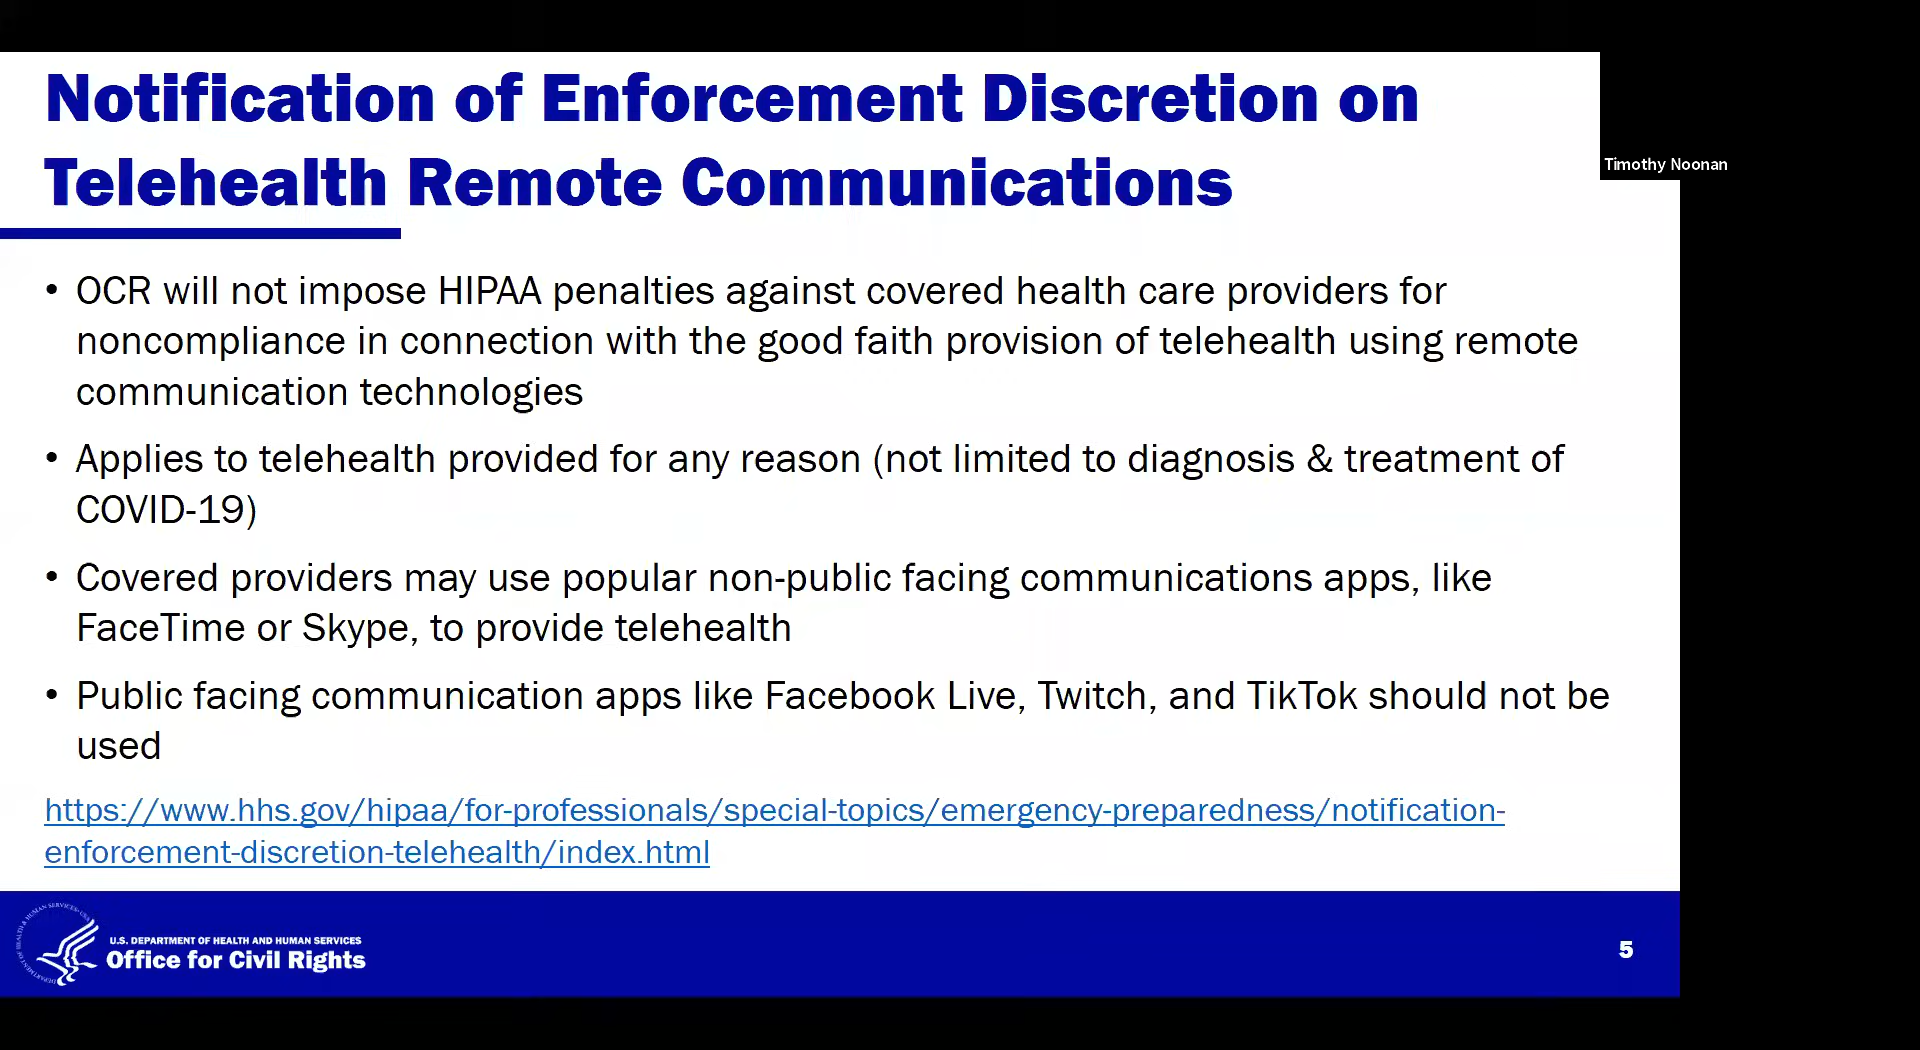 Notification of Enforcement Discretion on
Telehealth Remote Communications
Timothy Noonan
• OCR will not impose HIPAA penalties against covered health care providers for
noncompliance in connection with the good faith provision of telehealth using remote
communication technologies
• Applies to telehealth provided for any reason (not limited to diagnosis & treatment of
COVID-19)
• Covered providers may use popular non-public facing communications apps, like
FaceTime or Skype, to provide telehealth
• Public facing communication apps like Facebook Live, Twitch, and TikTok should not be
used
https://www.hhs.gov/hipaa/for-professionals/special-topics/emergency-preparedness/notification-
enforcement-discretion-telehealth/index.html
U.S. DEPARTMENT OF HEALTH AND HUMAN SERVICES
Office for Civil Rights
5